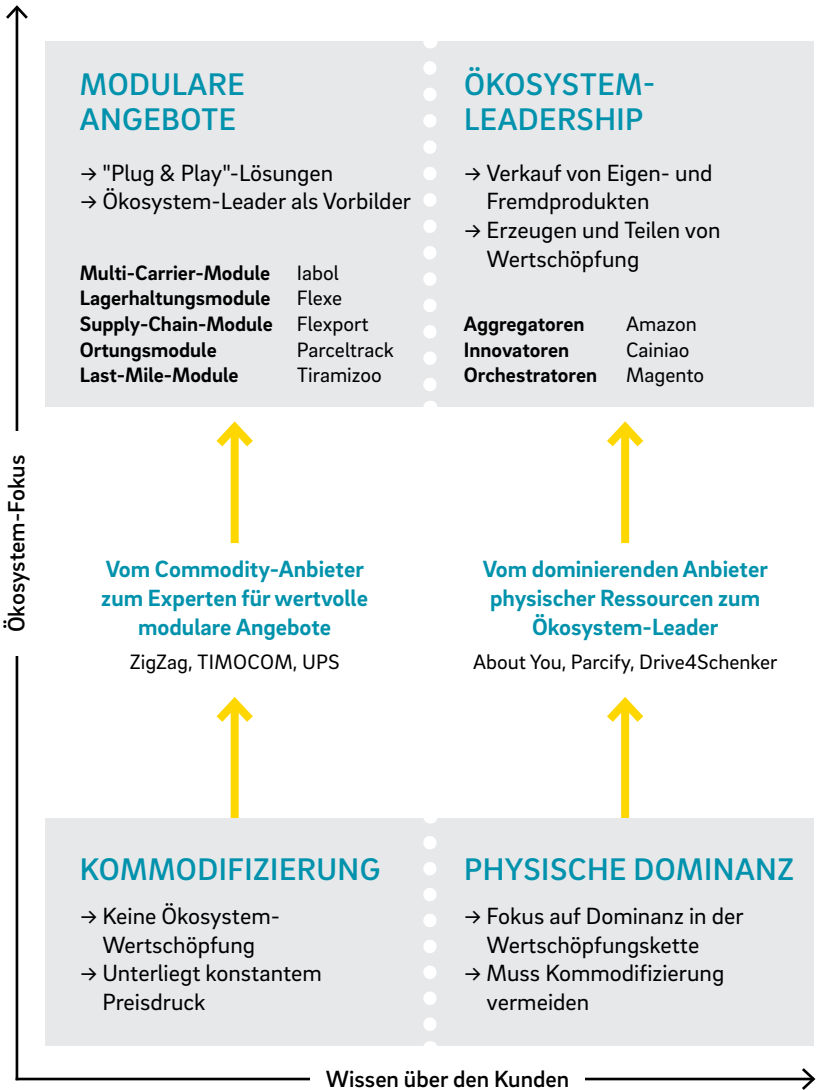 MODULARE
ANGEBOTE
→ "Plug & Play"-Lösungen
→ Ökosystem-Leader als Vorbilder
Multi-Carrier-Module Iabol
Lagerhaltungsmodule Flexe
Supply-Chain-Module Flexport
Ortungsmodule Parceltrack
Last-Mile-Module Tiramizoo
ÖKOSYSTEM-
LEADERSHIP
→ Verkauf von Eigen- und
Fremdprodukten
→ Erzeugen und Teilen von
Wertschöpfung
Aggregatoren Amazon
Innovatoren Cainiao
Orchestratoren Magento
Ökosystem-Fokus
Vom Commodity-Anbieter
zum Experten für wertvolle
modulare Angebote
ZigZag, TIMOCOM, UPS
Vom dominierenden Anbieter
physischer Ressourcen zum
Ökosystem-Leader
About You, Parcify, Drive4Schenker
KOMMODIFIZIERUNG
→ Keine Ökosystem-
Wertschöpfung
→ Unterliegt konstantem
Preisdruck
PHYSISCHE DOMINANZ
→ Fokus auf Dominanz in der
Wertschöpfungskette
→ Muss Kommodifizierung
vermeiden
Wissen über den Kunden